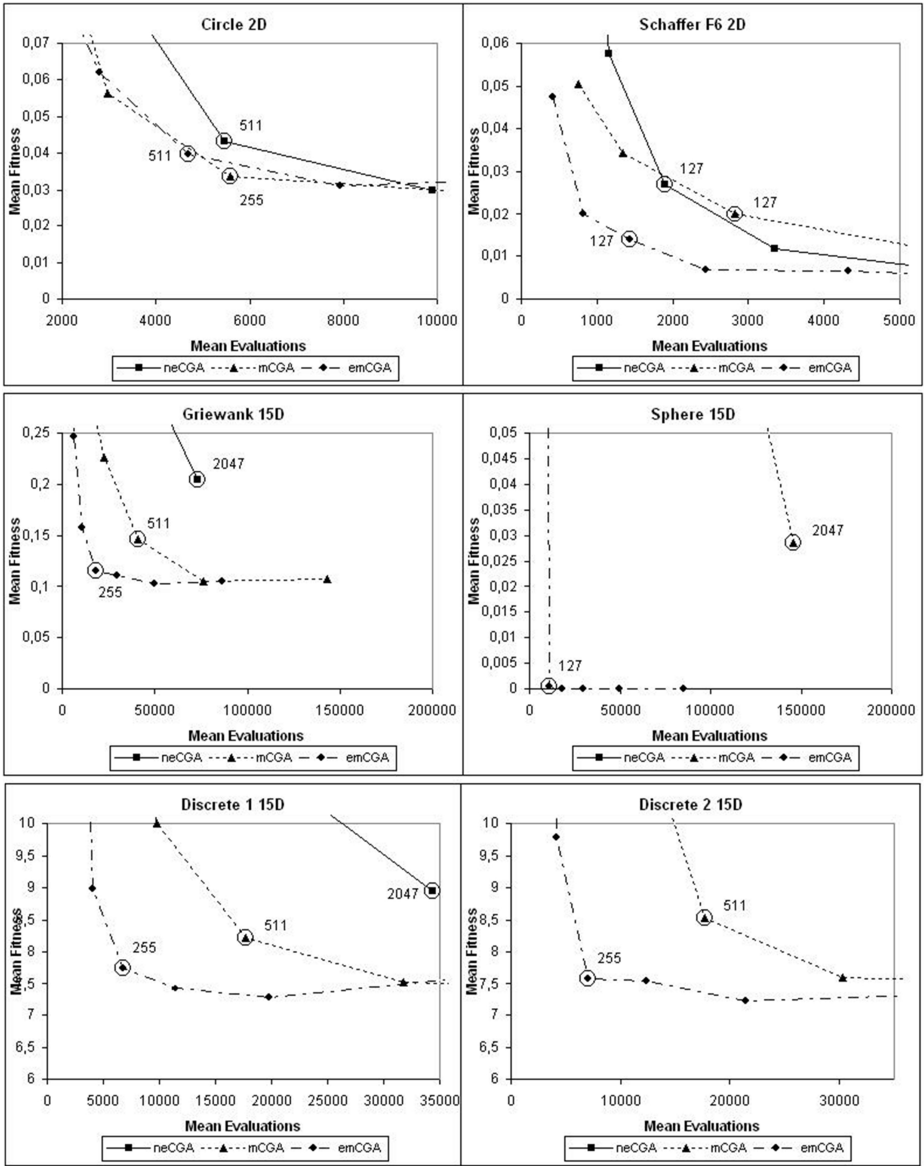 Circle 2D
0,07
0,06
0,05
0,04
0,03
0,02
0,01
0
Mean Fitness
511
511
255
2000 4000 6000 8000 10000
Mean Evaluations
neCGA mCGA emCGA
Schaffer F6 2D
0,06
0,05
0,04
0,03
0,02
0,01
0
Mean Fitness
127
127
127
0 1000 2000 3000 4000 5000
Mean Evaluations
neCGA mCGA emCGA
Griewank 15D
0,25
0,2
0,15
0,1
0,05
0
Mean Fitness
2047
511
255
0 50000 100000 150000 200000
Mean Evaluations
neCGA mCGA emCGA
Sphere 15D
0,05
0,045
0,04
0,035
0,03
0,025
0,02
0,015
0,01
0,005
0
Mean Fitness
2047
127
0 50000 100000 150000 200000
Mean Evaluations
neCGA mCGA emCGA
Discrete 1 15D
10
9,5
9
8,5
8
7,5
7
6,5
6
Mean Fitness
2047
511
255
0 5000 10000 15000 20000 25000 30000 35000
Mean Evaluations
neCGA mCGA emCGA
Discrete 2 15D
10
9,5
9
8,5
8
7,5
7
6,5
6
Mean Fitness
511
255
0 10000 20000 30000
Mean Evaluations
neCGA mCGA emCGA